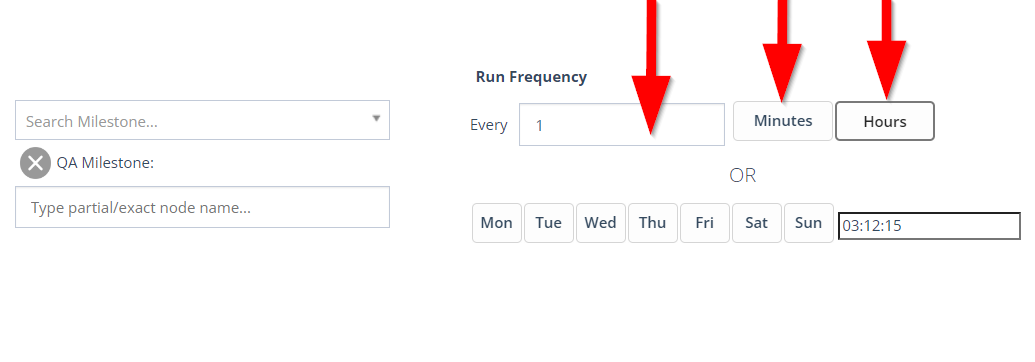 Search Milestone...
QA Milestone:
Type partial/exact node name...
Run Frequency
Every 1 Minutes Hours
OR
Mon Tue Wed Thu Fri Sat Sun 03:12:15